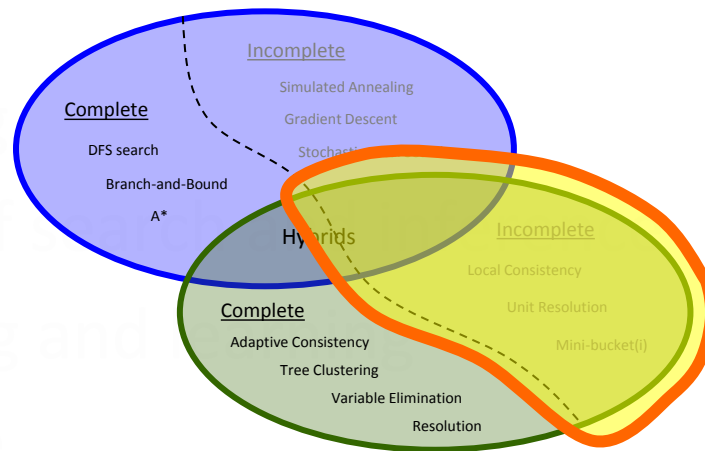 Incomplete
Simulated Annealing
Complete
Gradient Descent
DFS search
Branch-and-Bound
A*
Hybrids
Incomplete
Local Consistency
Complete
Unit Resolution
Adaptive Consistency
Mini-bucket(i)
Tree Clustering
Variable Elimination
Resolution